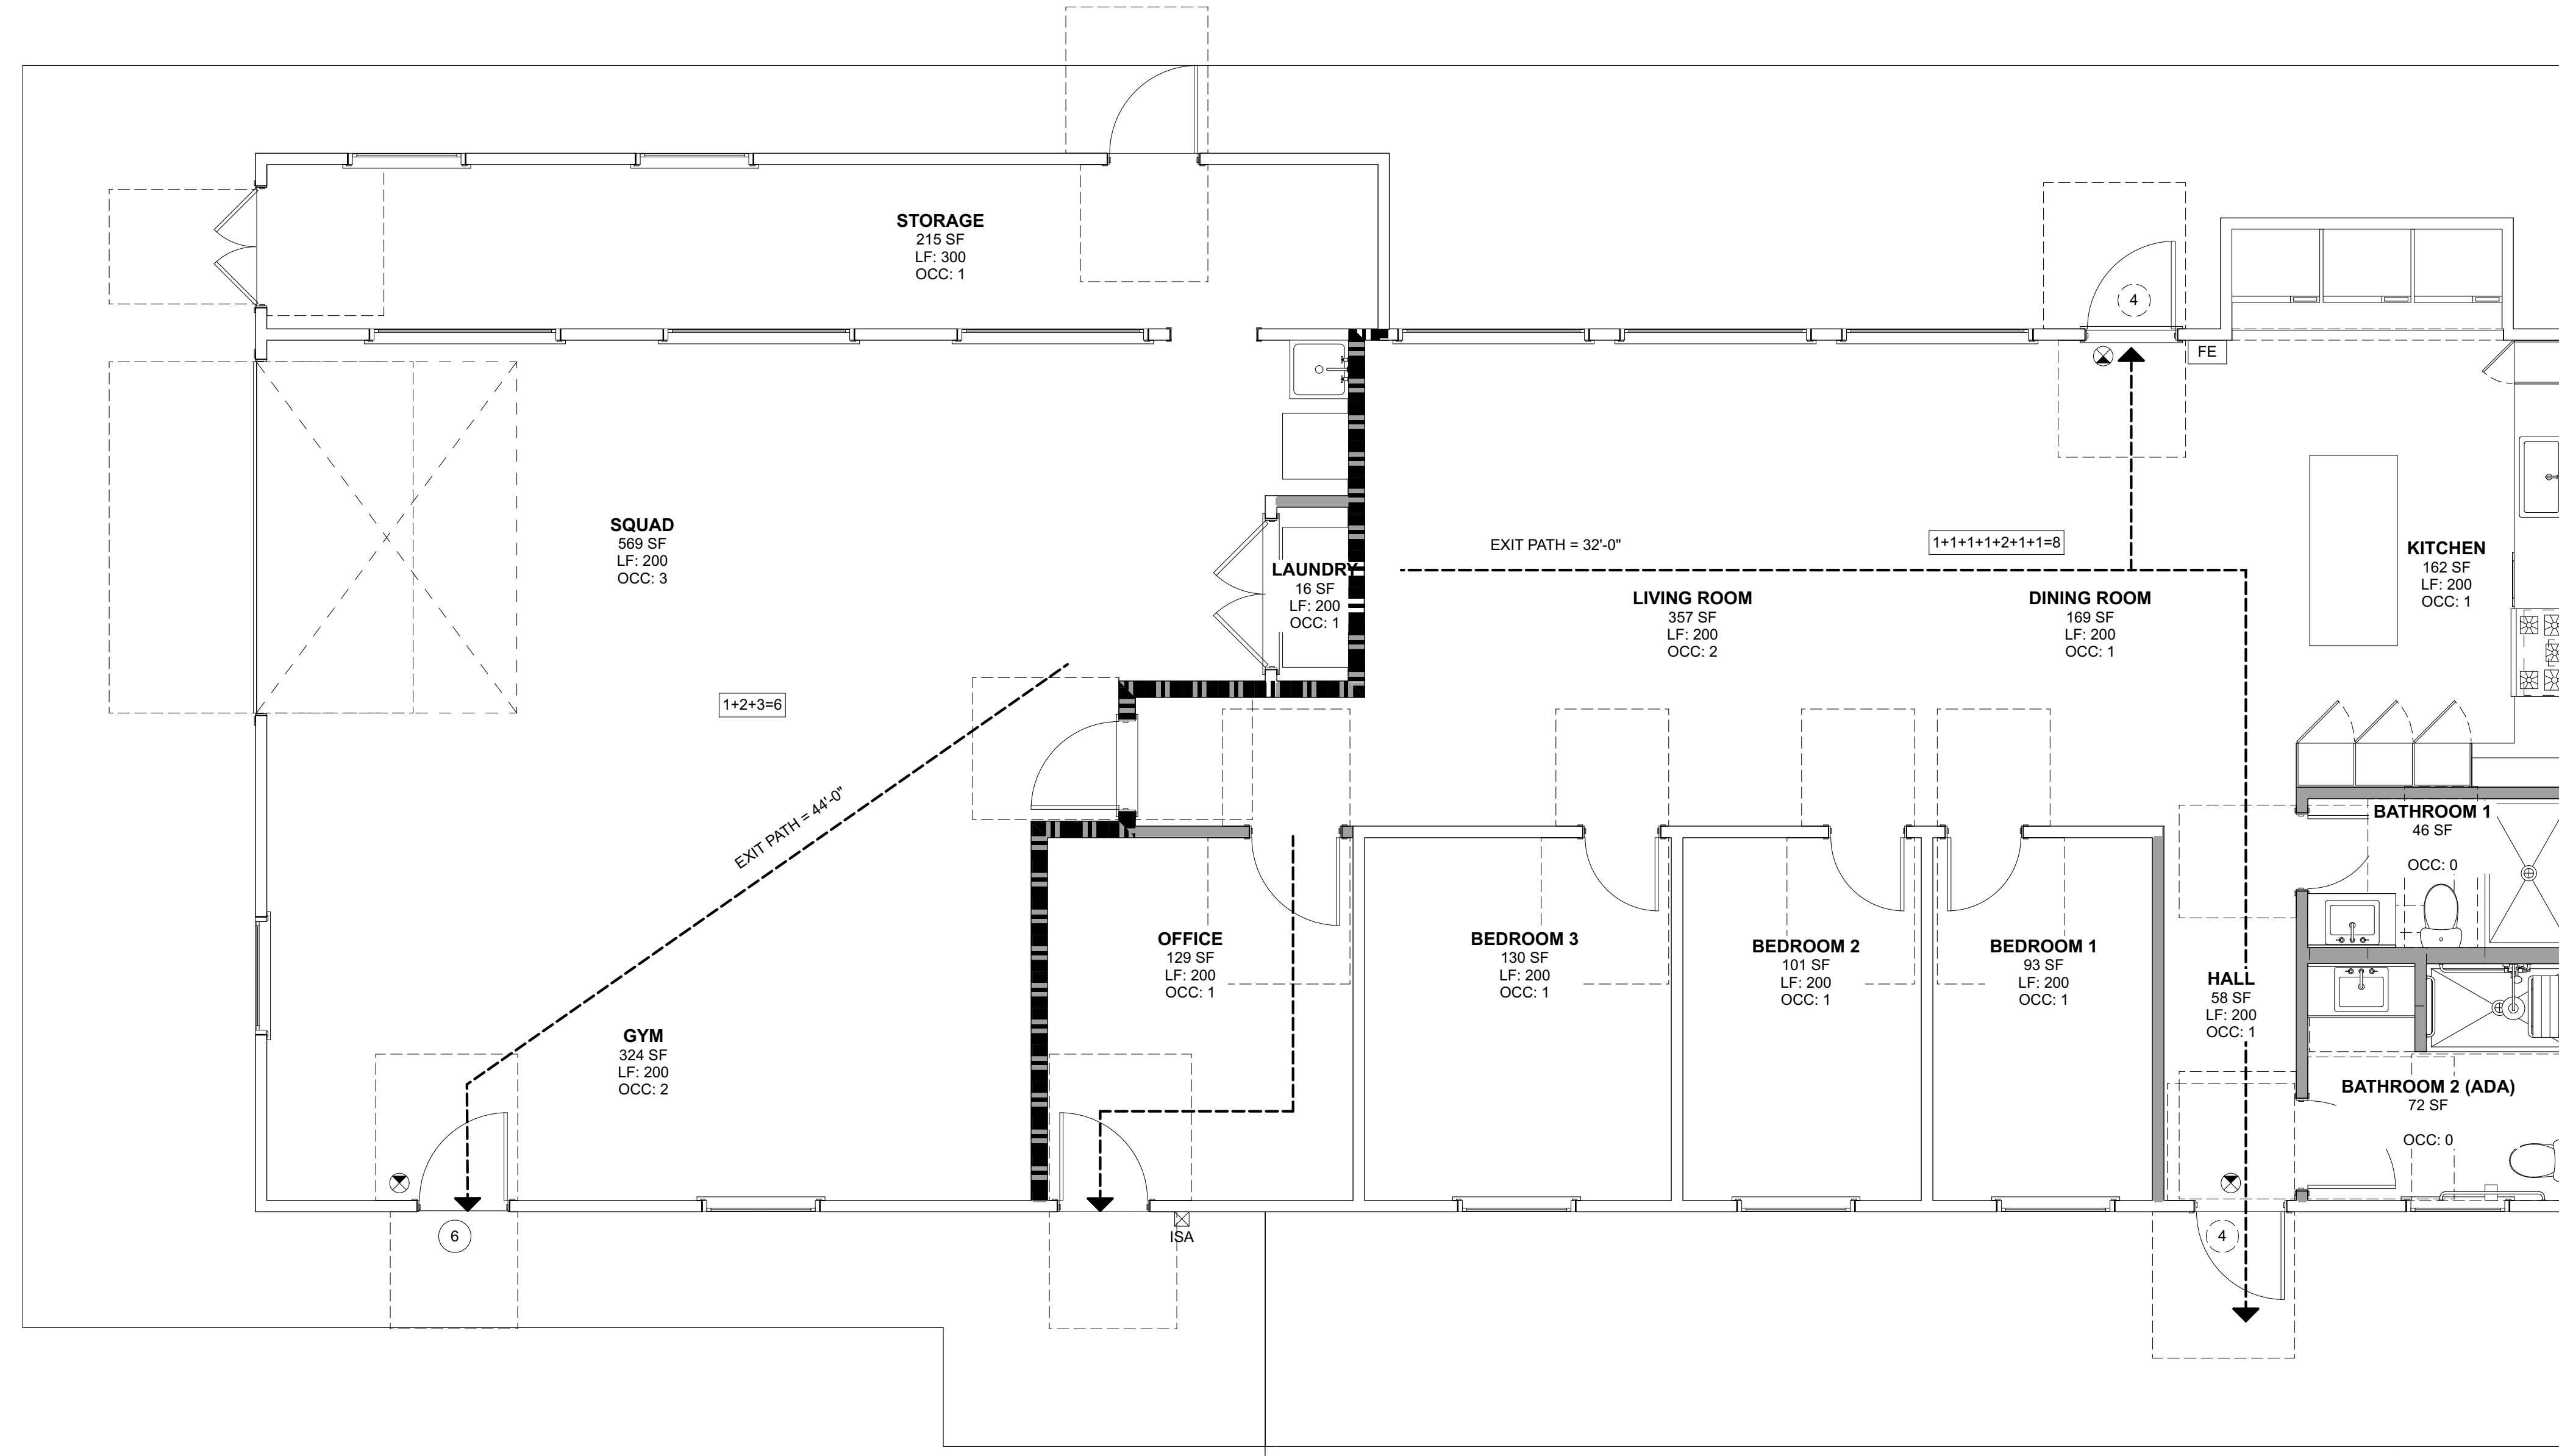 STORAGE
215 SF
LF: 300
OCC: 1
4
FE
SQUAD
569 SF
LF: 200
OCC: 3
EXIT PATH = 32'-0"
1+1+1+1+2+1+1=8
KITCHEN
162 SF
LF: 200
OCC: 1
LAUNDRY
16 SF
LF: 200
OCC: 1
LIVING ROOM
357 SF
LF: 200
OCC: 2
DINING ROOM
169 SF
LF: 200
OCC: 1
1+2+3=6
EXIT PATH = 44'-0"
BATHROOM 1
46 SF
OCC: 0
OFFICE
129 SF
LF: 200
OCC: 1
BEDROOM 3
130 SF
LF: 200
OCC: 1
BEDROOM 2
101 SF
LF: 200
OCC: 1
BEDROOM 1
93 SF
LF: 200
OCC: 1
HALL
58 SF
LF: 200
OCC: 1
GYM
324 SF
LF: 200
OCC: 2
BATHROOM 2 (ADA)
72 SF
OCC: 0
6
ISA
4